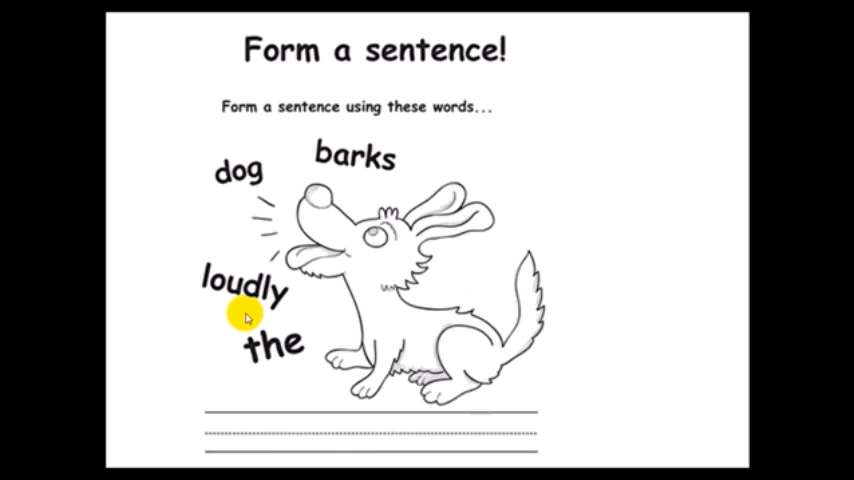 Form a sentence!
Form a sentence using these words...
dog
barks
loudly
the